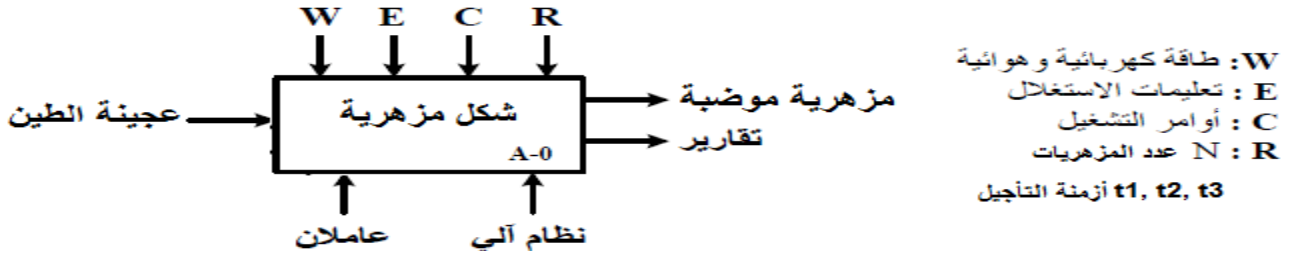 W E C R
عجينة الطين
شكل مزهرية
A-0
مزهرية موضبة
تقارير
عاملان
نظام آلي
W: طاقة كهربائية وهوائية
E : تعليمات الاستغلال
C : أوامر التشغيل
R : N عدد المزهريات
t1, t2, t3 أزمنة التأجيل